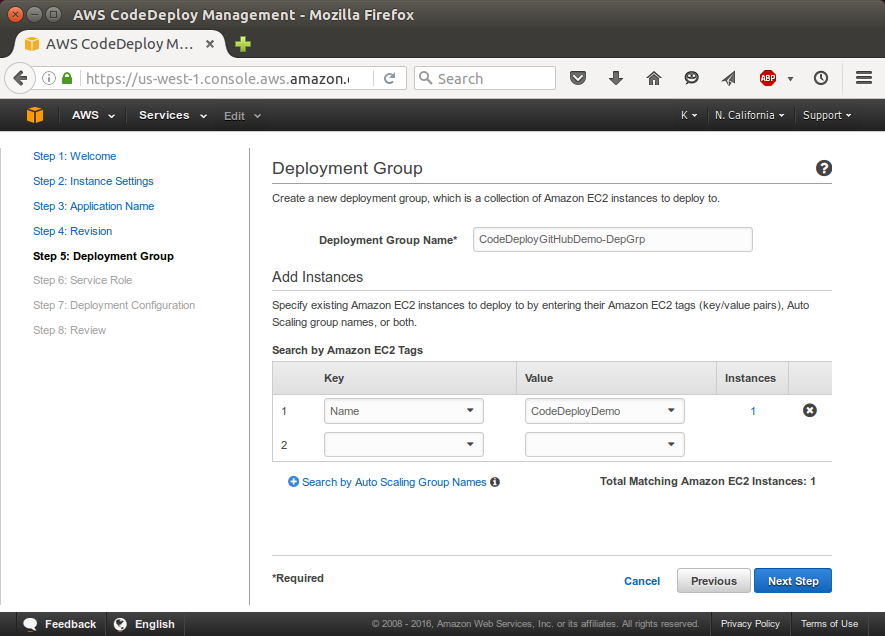 AWS CodeDeploy Management - Mozilla Firefox
AWS CodeDeploy M...
https://us-west-1.console.aws.amazon.
Search
ABP
AWS Services Edit K N. California Support
Step 1: Welcome
Step 2: Instance Settings
Step 3: Application Name
Step 4: Revision
Step 5: Deployment Group
Step 6: Service Role
Step 7: Deployment Configuration
Step 8: Review
Deployment Group
Create a new deployment group, which is a collection of Amazon EC2 instances to deploy to.
Deployment Group Name* CodeDeployGitHubDemo-DepGrp
Add Instances
Specify existing Amazon EC2 instances to deploy to by entering their Amazon EC2 tags (key/value pairs), Auto
Scaling group names, or both.
Search by Amazon EC2 Tags
Key Value Instances
1 Name CodeDeployDemo 1
2
Search by Auto Scaling Group Names Total Matching Amazon EC2 Instances: 1
*Required Cancel Previous Next Step
Feedback English © 2008 - 2016, Amazon Web Services, Inc. or its affiliates. All rights reserved. Privacy Policy Terms of Use